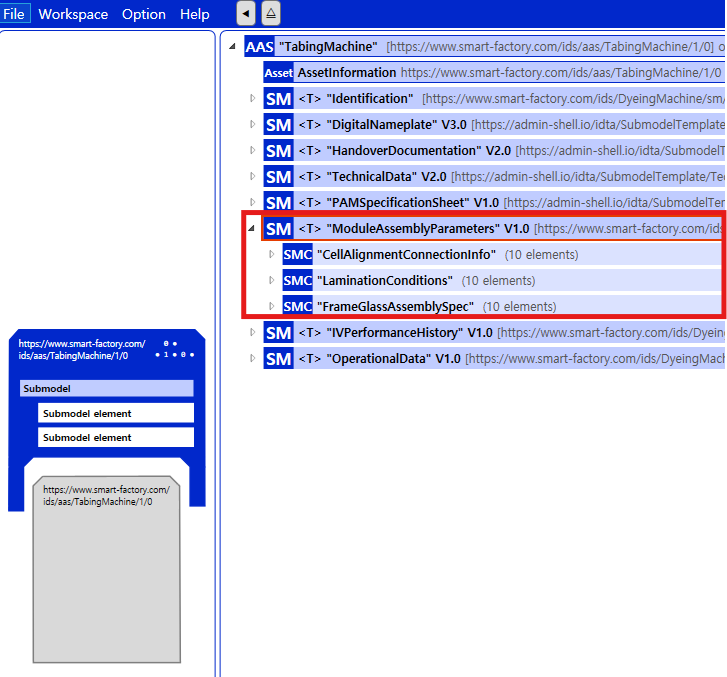 File Workspace Option Help
AAS "TabingMachine" [https://www.smart-factory.com/ids/aas/TabingMachine/1/0] o
Asset AssetInformation https://www.smart-factory.com/ids/aas/TabingMachine/1/0
SM <T> "Identification" [https://www.smart-factory.com/ids/DyeingMachine/sm/
SM <T> "DigitalNameplate" V3.0 [https://admin-shell.io/idta/SubmodelTemplate
SM <T> "HandoverDocumentation" V2.0 [https://admin-shell.io/idta/SubmodelT
SM <T> "TechnicalData" V2.0 [https://admin-shell.io/idta/SubmodelTemplate/Tec
SM <T> "PAMSpecificationSheet" V1.0 [https://admin-shell.io/idta/SubmodelTer
SM <T> "ModuleAssemblyParameters" V1.0 [https://www.smart-factory.com/ids
SMC "CellAlignmentConnectionInfo" (10 elements)
SMC "LaminationConditions" (10 elements)
SMC "FrameGlassAssemblySpec" (10 elements)
SM <T> "IVPerformanceHistory" V1.0 [https://www.smart-factory.com/ids/Dyein
SM <T> "OperationalData" V1.0 [https://www.smart-factory.com/ids/DyeingMach
https://www.smart-factory.com/
ids/aas/TabingMachine/1/0
0
1 0
Submodel
Submodel element
Submodel element
https://www.smart-factory.com/
ids/aas/TabingMachine/1/0